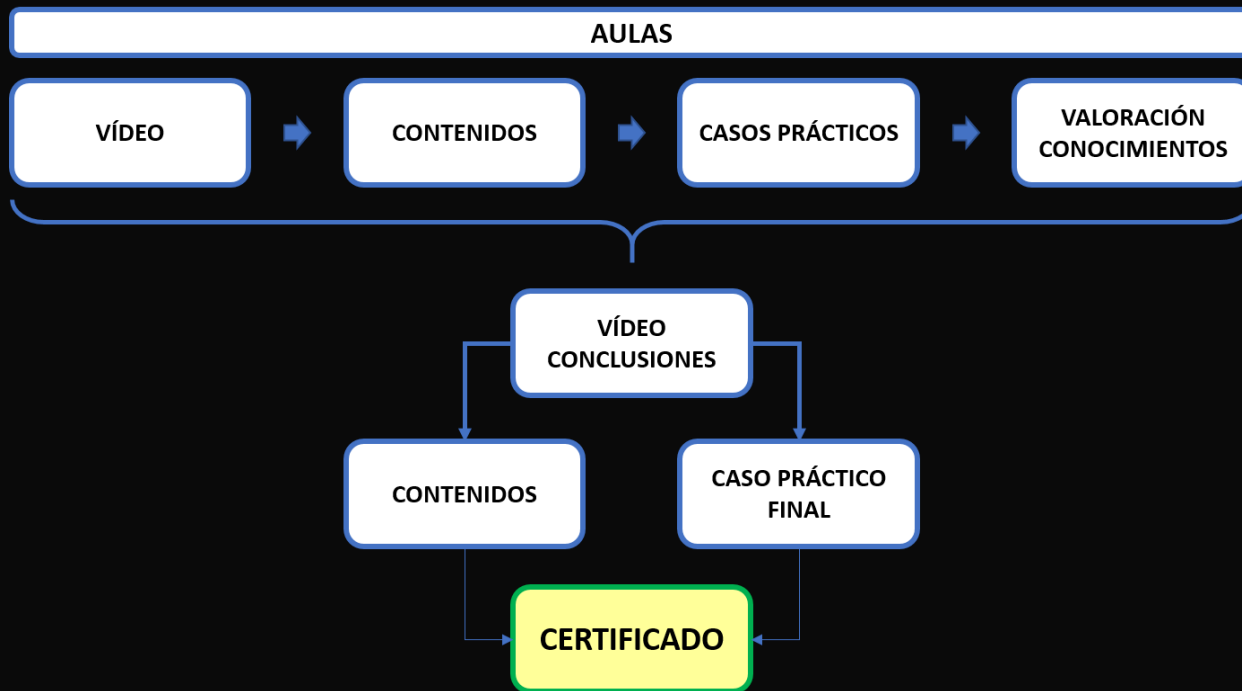 AULAS
VÍDEO
CONTENIDOS
CASOS PRÁCTICOS
VALORACIÓN
CONOCIMIENTOS
VÍDEO
CONCLUSIONES
CONTENIDOS
CASO PRÁCTICO
FINAL
CERTIFICADO